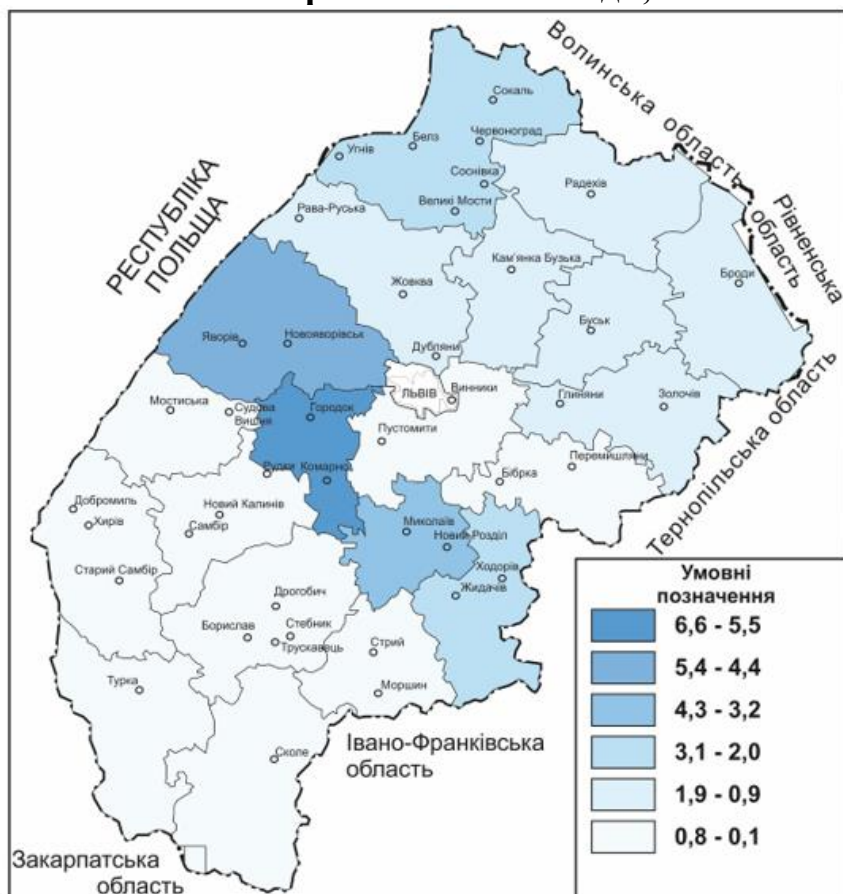 Волинська область
Сокаль
Червоноград
Белз
Угнів
Соснівка
Великі Мости
Радехів
Рівненська
область
РЕСПУБЛІКА
ПОЛЬЩА
Рава-Руська
Кам'янка Бузька
Броди
Жовква
Буськ
Яворів
Новояворівськ
Дубляни
ЛЬВІВ
Винники
Глиняни
Золочів
Мостиська
Судова
Вишня
Городок
Пустомити
Тернопільська область
Рудки
Комарно
Бібрка
Перемишляни
Добромиль
Хирів
Новий Калинів
Самбір
Миколаїв
Новий Розділ
Ходорів
Старий Самбір
Жидачів
Дрогобич
Борислав
Стебник
Трускавець
Стрий
Моршин
Турка
Сколе
Івано-Франківська
область
Закарпатська
область
Умовні
позначення
6,6 - 5,5
5,4 - 4,4
4,3 - 3,2
3,1 - 2,0
1,9 - 0,9
0,8 - 0,1